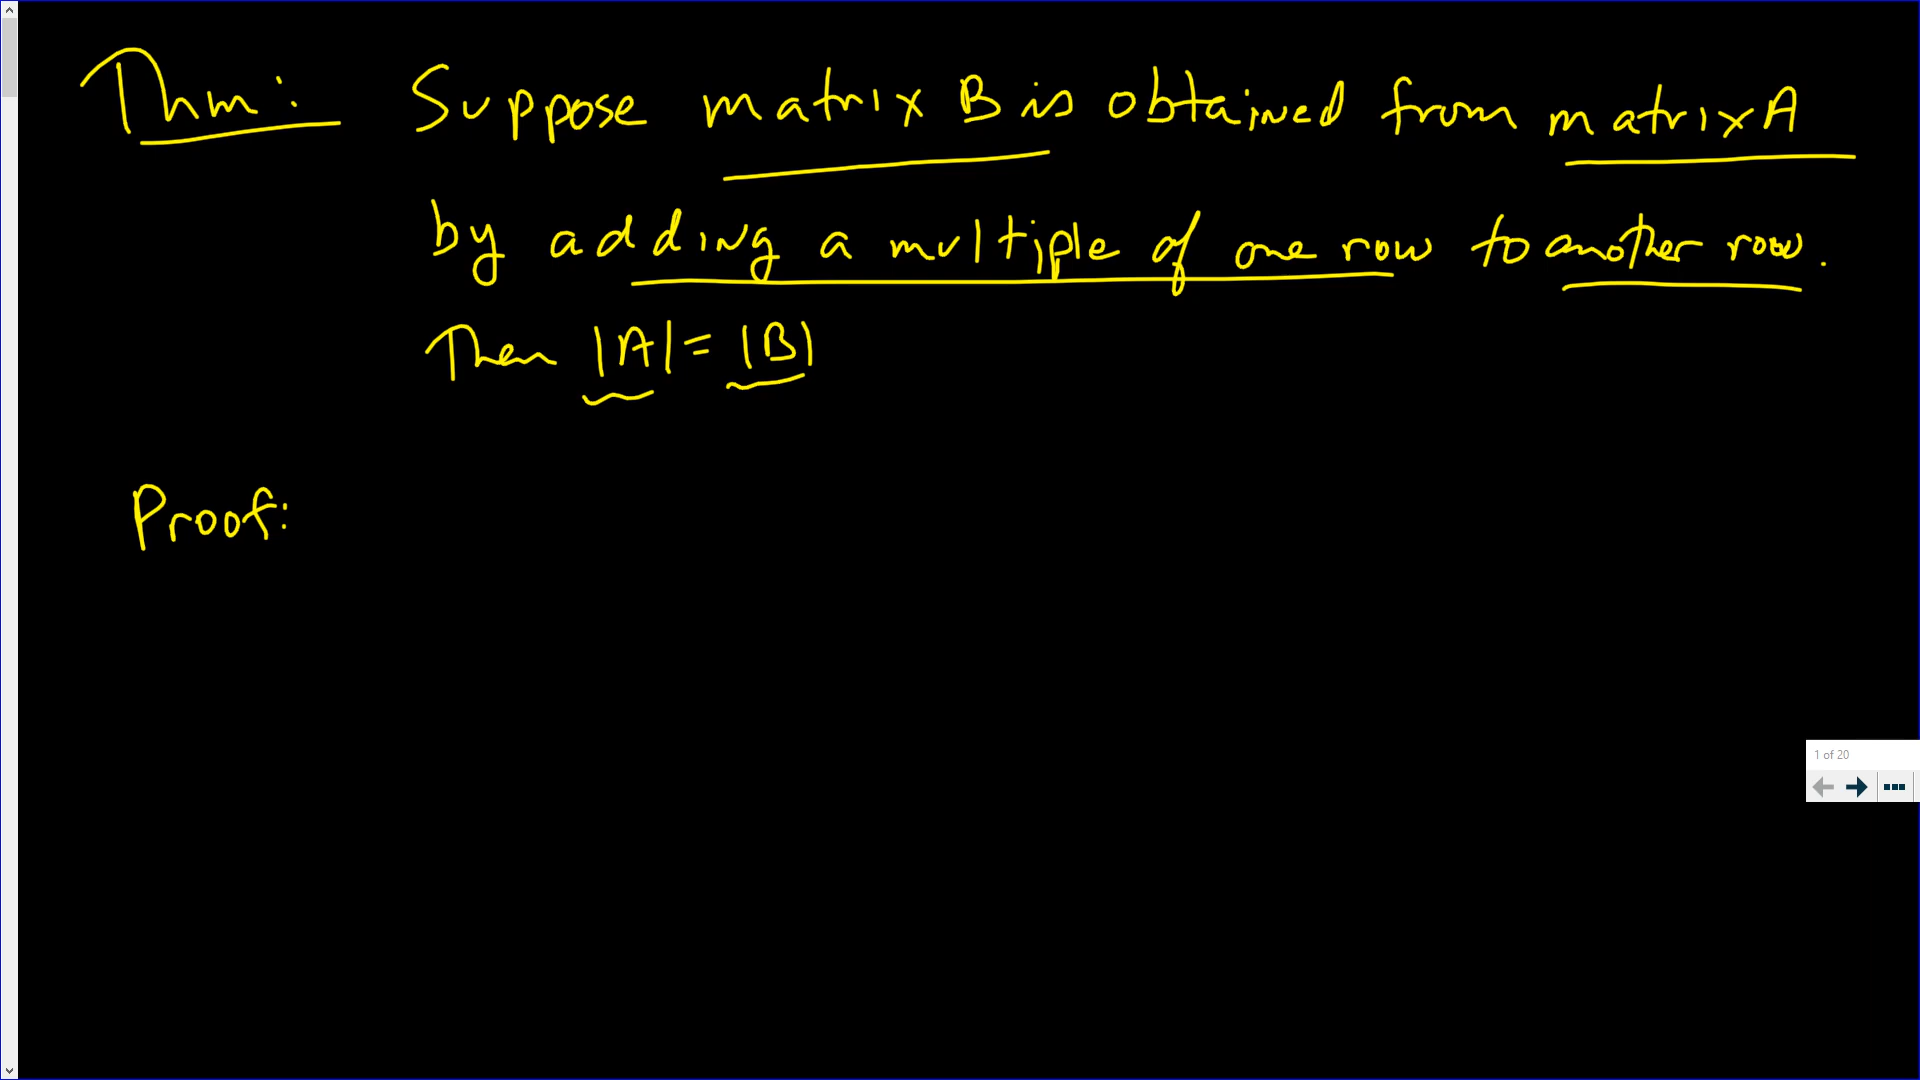 Thm: Suppose matrix B is obtained from matrix A
by adding a multiple of one row to another row.
Then |A| = |B|
Proof:
1 of 20